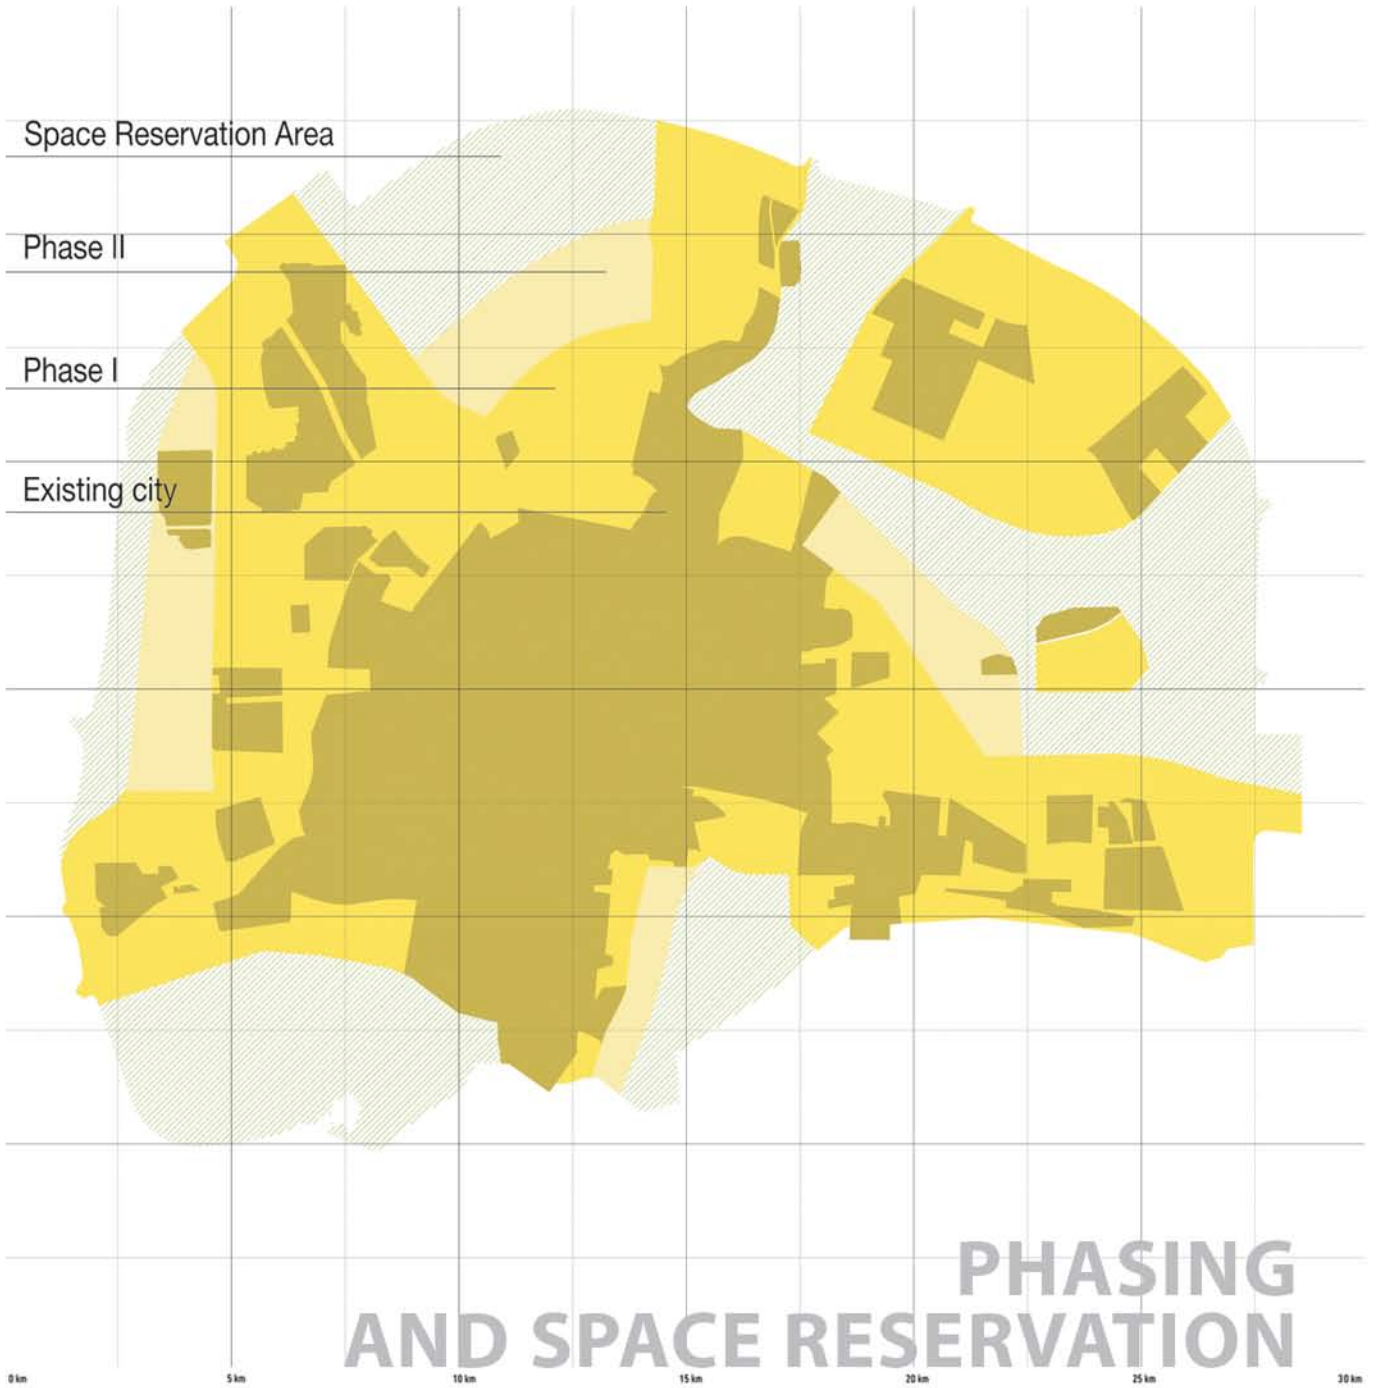 Space Reservation Area
Phase II
Phase I
Existing city
PHASING
AND SPACE RESERVATION
0 km 5 km 10 km 15 km 20 km 25 km 30 km